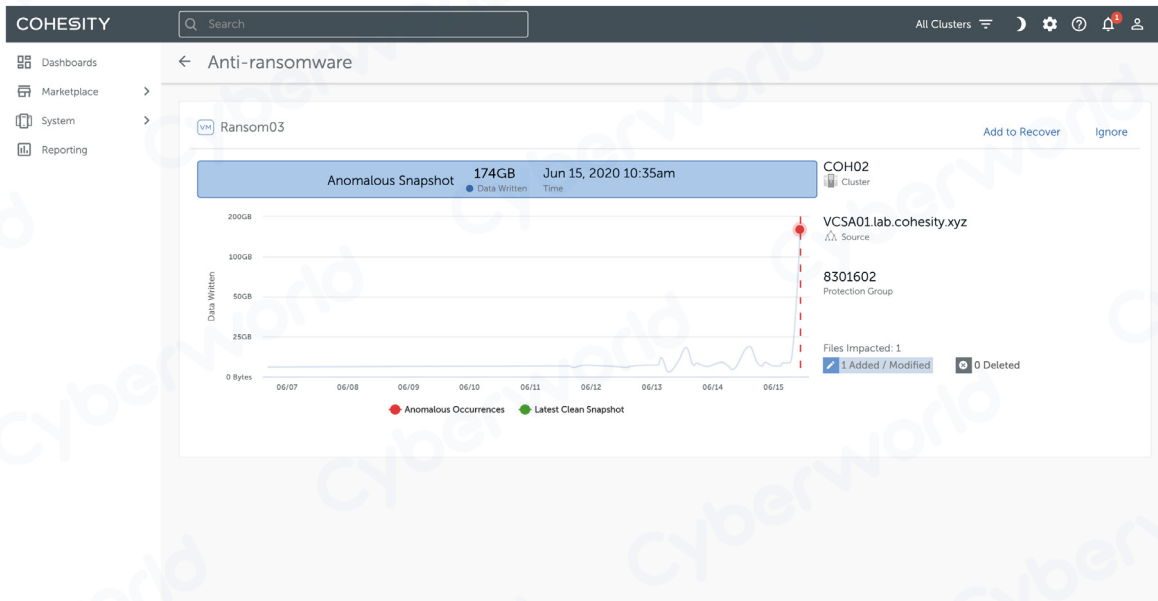 COHESITY
Search
All Clusters
1
Dashboards
Marketplace
System
Reporting
Anti-ransomware
VM Ransom03
Add to Recover Ignore
Anomalous Snapshot 174GB Jun 15, 2020 10:35am
Data Written Time
COH02
Cluster
VCSA01.lab.cohesity.xyz
Source
8301602
Protection Group
Files Impacted: 1
1 Added / Modified 0 Deleted
Data Written
200GB
100GB
50GB
25GB
0 Bytes
06/07 06/08 06/09 06/10 06/11 06/12 06/13 06/14 06/15
Anomalous Occurrences Latest Clean Snapshot
Cyberworld